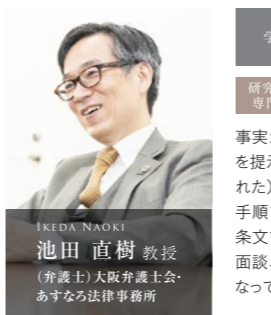 IKEDA NAOKI
池田 直樹 教授
（弁護士）大阪弁護士会・
あすなろ法律事務所
学
研究
専門
事実
を提示
れた）
手順
条文
面談、
なって